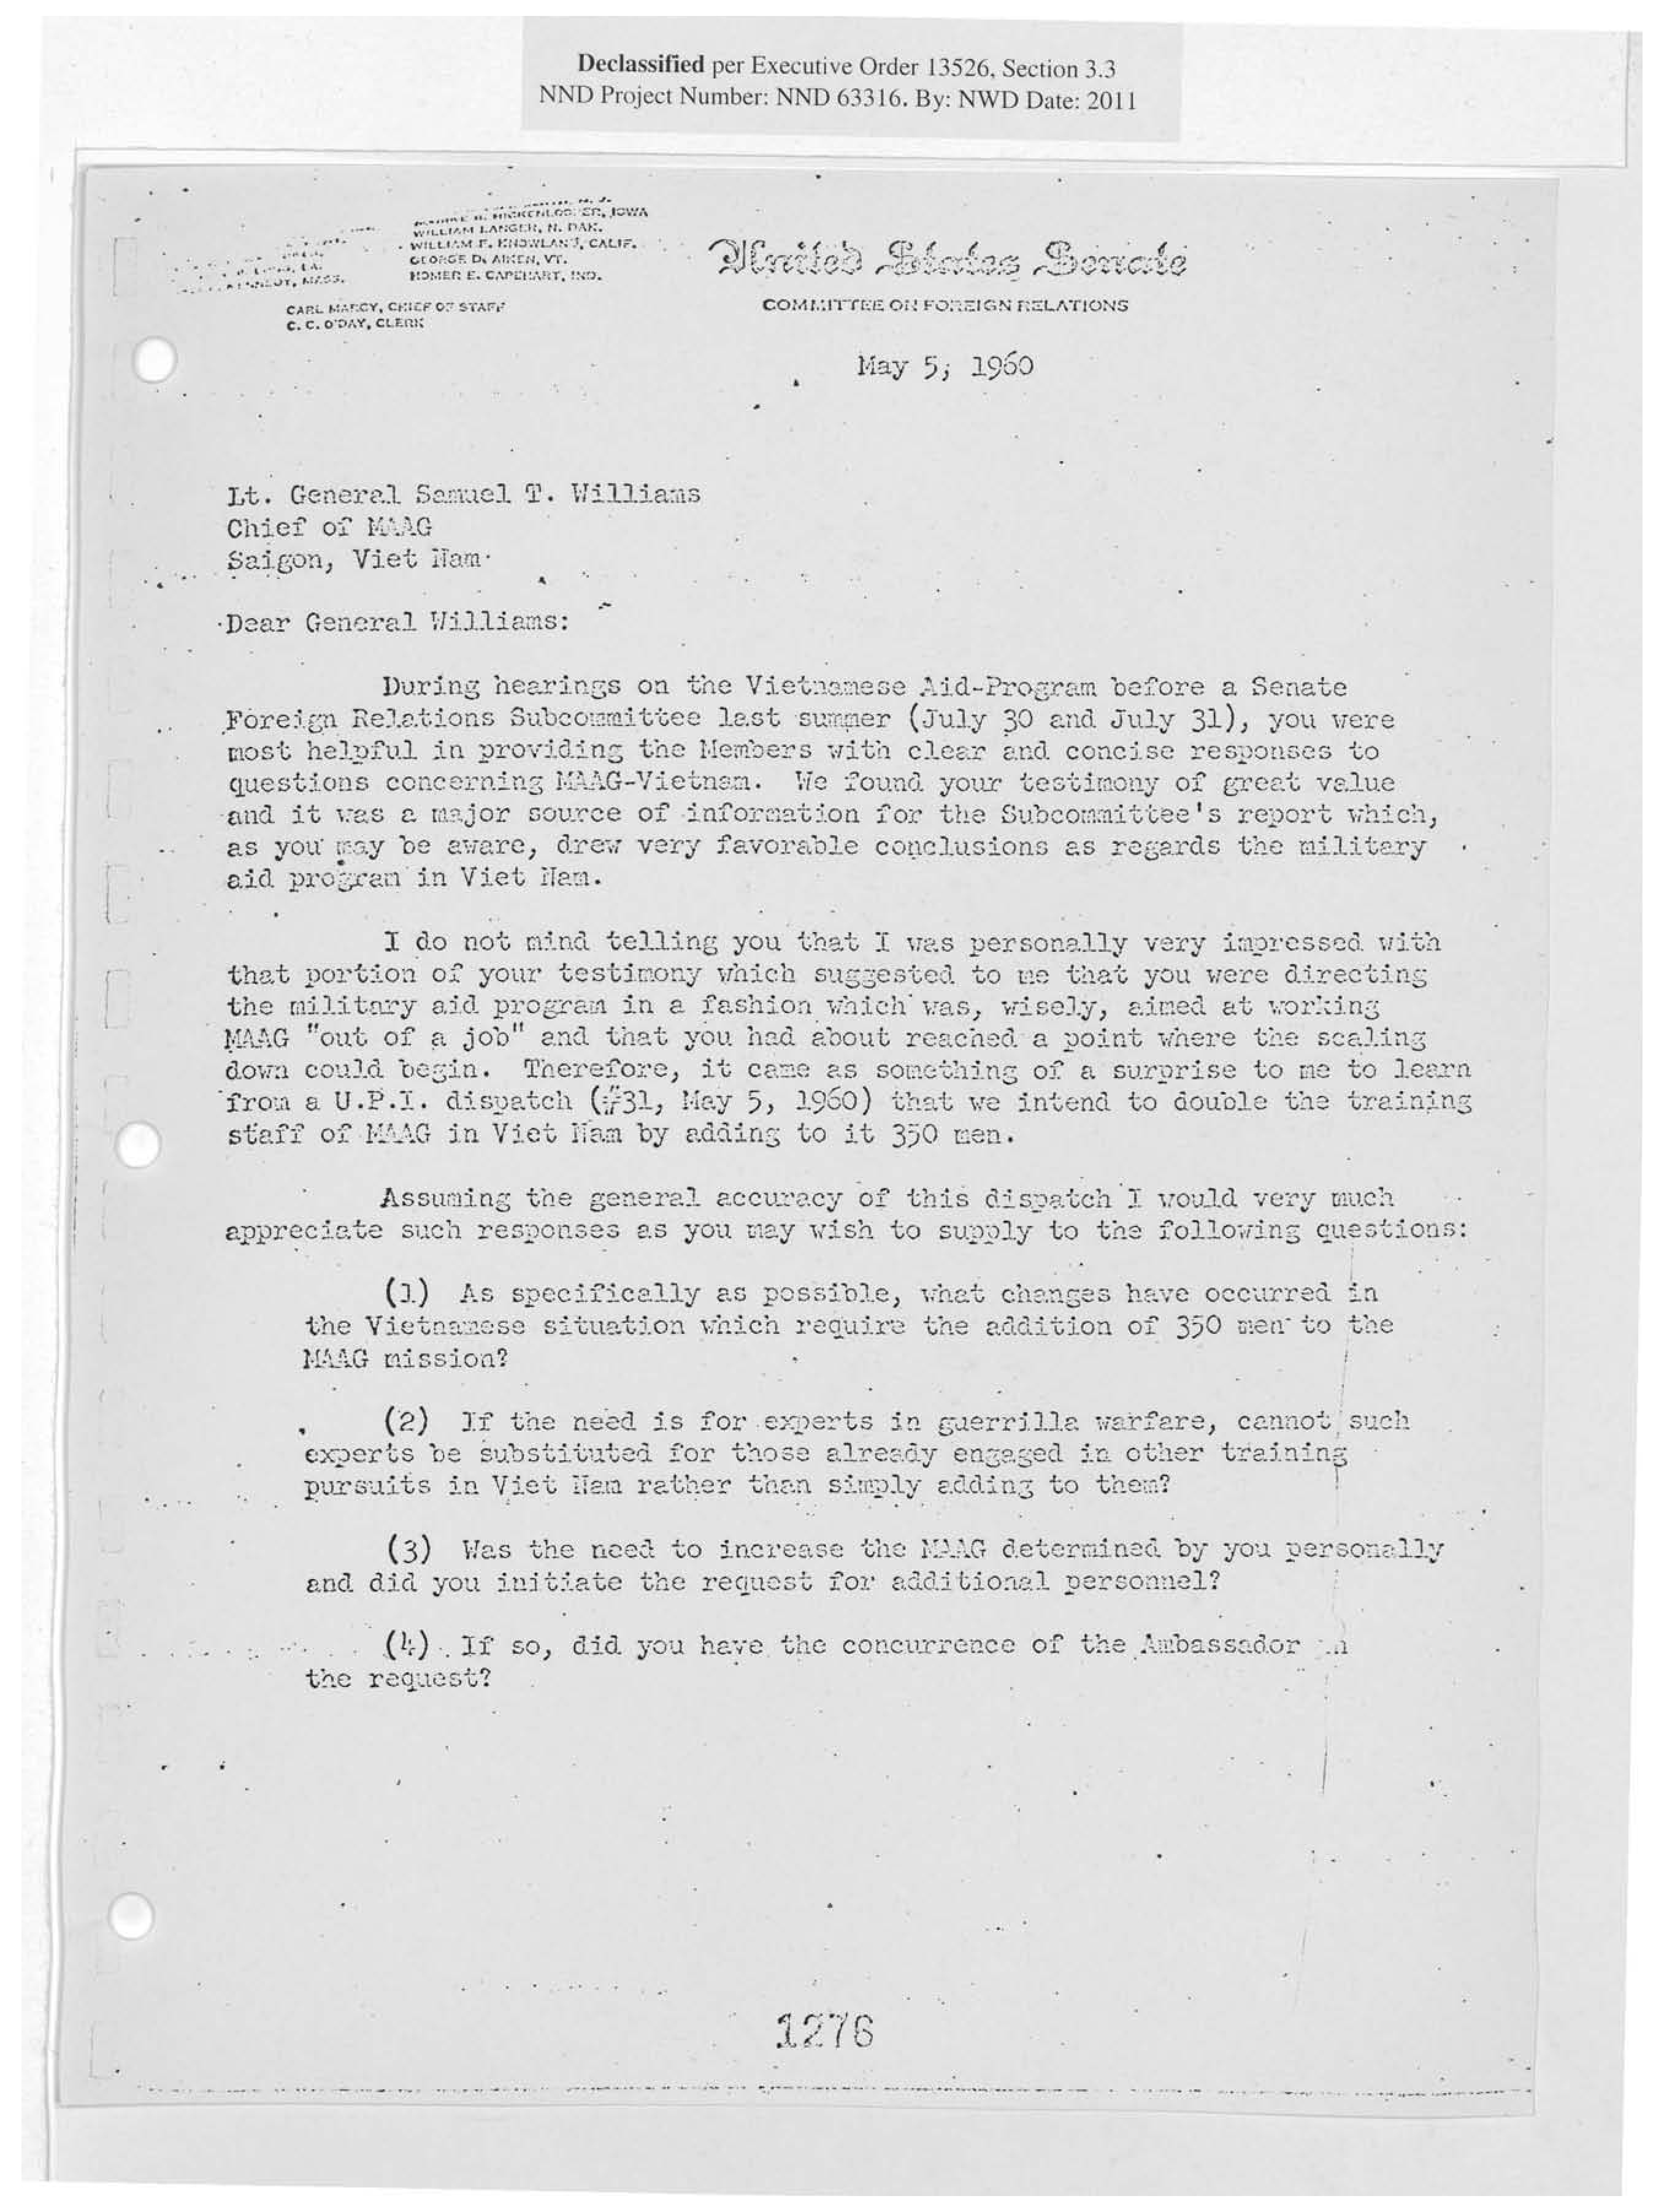 Declassified per Executive Order 13526, Section 3.3
NND Project Number: NND 63316. By: NWD Date: 2011
HICKENLOOPER, IOWA
WILLIAM LANGER, N. DAK.
WILLIAM F. KNOWLAND, CALIF.
GEORGE D. AIKEN, VT.
HOMER E. CAPEHART, IND.
MASS.
CARL MARCY, CHIEF OF STAFF
C. C. O'DAY, CLERK
United States Senate
COMMITTEE ON FOREIGN RELATIONS
May 5, 1960
Lt. General Samuel T. Williams
Chief of MAAG
Saigon, Viet Nam
Dear General Williams:
During hearings on the Vietnamese Aid-Program before a Senate
Foreign Relations Subcommittee last summer (July 30 and July 31), you were
most helpful in providing the Members with clear and concise responses to
questions concerning MAAG-Vietnam. We found your testimony of great value
and it was a major source of information for the Subcommittee's report which,
as you may be aware, drew very favorable conclusions as regards the military
aid program in Viet Nam.
I do not mind telling you that I was personally very impressed with
that portion of your testimony which suggested to me that you were directing
the military aid program in a fashion which was, wisely, aimed at working
MAAG "out of a job" and that you had about reached a point where the scaling
down could begin. Therefore, it came as something of a surprise to me to learn
from a U.P.I. dispatch (#31, May 5, 1960) that we intend to double the training
staff of MAAG in Viet Nam by adding to it 350 men.
Assuming the general accuracy of this dispatch I would very much
appreciate such responses as you may wish to supply to the following questions:
(1) As specifically as possible, what changes have occurred in
the Vietnamese situation which require the addition of 350 men to the
MAAG mission?
(2) If the need is for experts in guerrilla warfare, cannot such
experts be substituted for those already engaged in other training
pursuits in Viet Nam rather than simply adding to them?
(3) Was the need to increase the MAAG determined by you personally
and did you initiate the request for additional personnel?
(4) If so, did you have the concurrence of the Ambassador in
the request?
1276